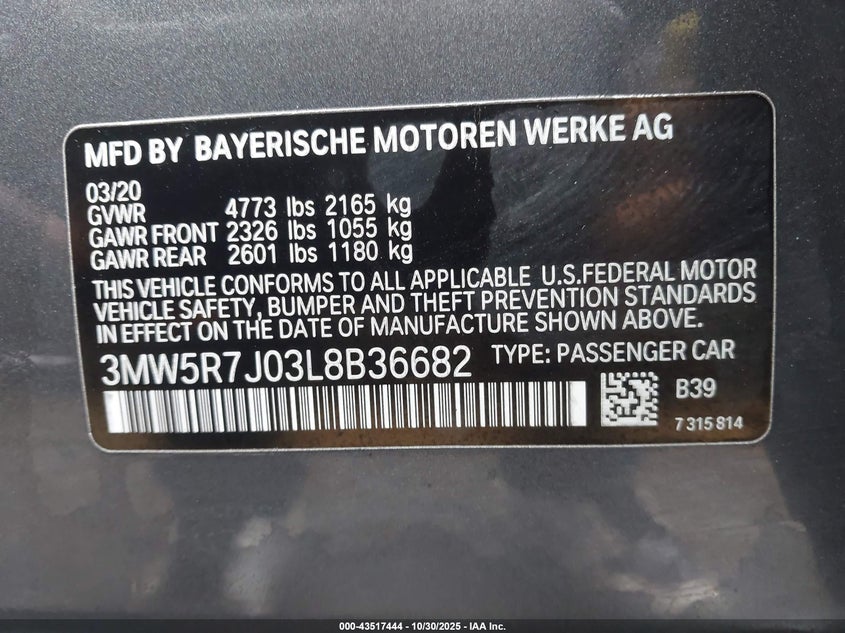 MFD BY BAYERISCHE MOTOREN WERKE AG
03/20
GVWR 4773 lbs 2165 kg
GAWR FRONT 2326 lbs 1055 kg
GAWR REAR 2601 lbs 1180 kg
THIS VEHICLE CONFORMS TO ALL APPLICABLE U.S.FEDERAL MOTOR
VEHICLE SAFETY, BUMPER AND THEFT PREVENTION STANDARDS
IN EFFECT ON THE DATE OF MANUFACTURE SHOWN ABOVE.
3MW5R7J03L8B36682 TYPE: PASSENGER CAR
B39
7 315 814
000-43517444 - 10/30/2025 - IAA Inc.